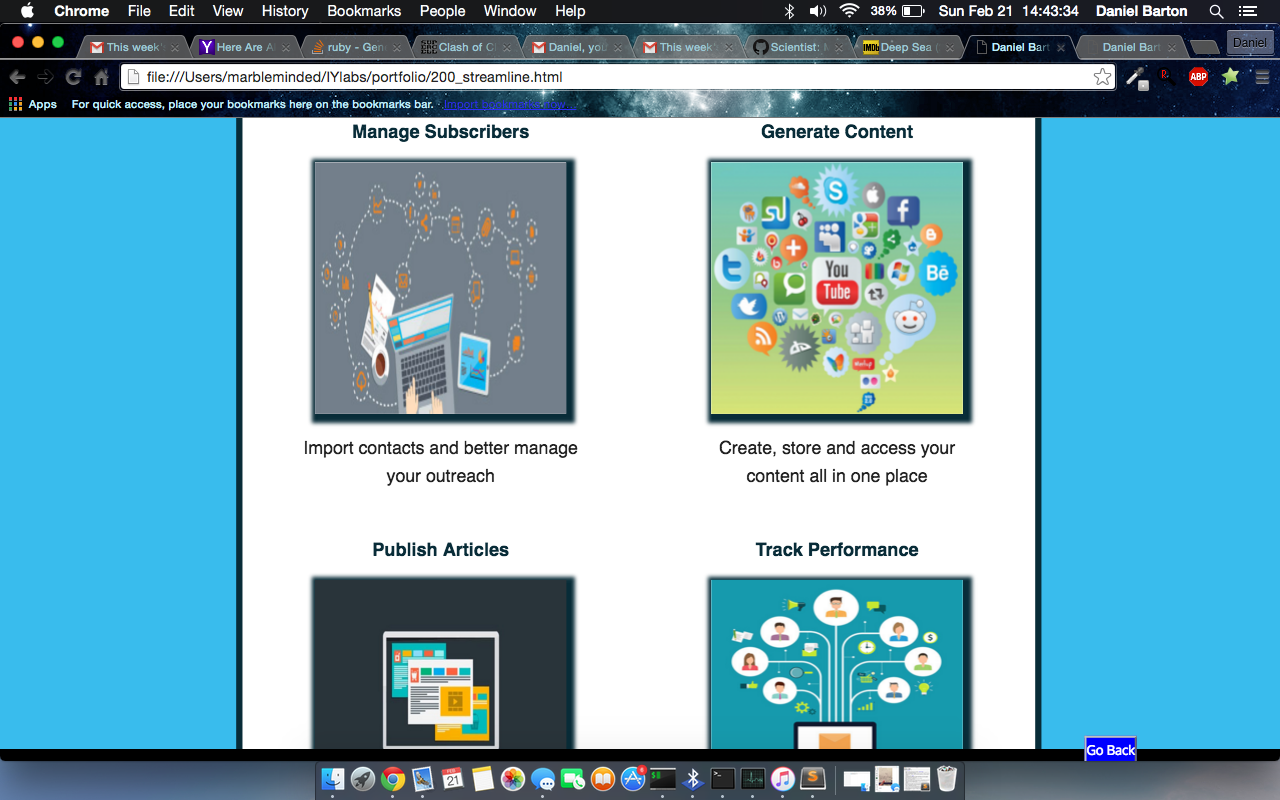 Chrome File Edit View History Bookmarks People Window Help 38% Sun Feb 21 14:43:34 Daniel Barton
This week' Here Are A ruby - Gen Clash of C Daniel, you This week' Scientist: Deep Sea ( Daniel Bart Daniel Bart Daniel
file:///Users/marbleminded/IYlabs/portfolio/200_streamline.html ABP
Apps For quick access, place your bookmarks here on the bookmarks bar. Import bookmarks now...
Manage Subscribers Generate Content
You
Tube
Bē
Import contacts and better manage
your outreach
Create, store and access your
content all in one place
Publish Articles Track Performance
Go Back
FEB
21